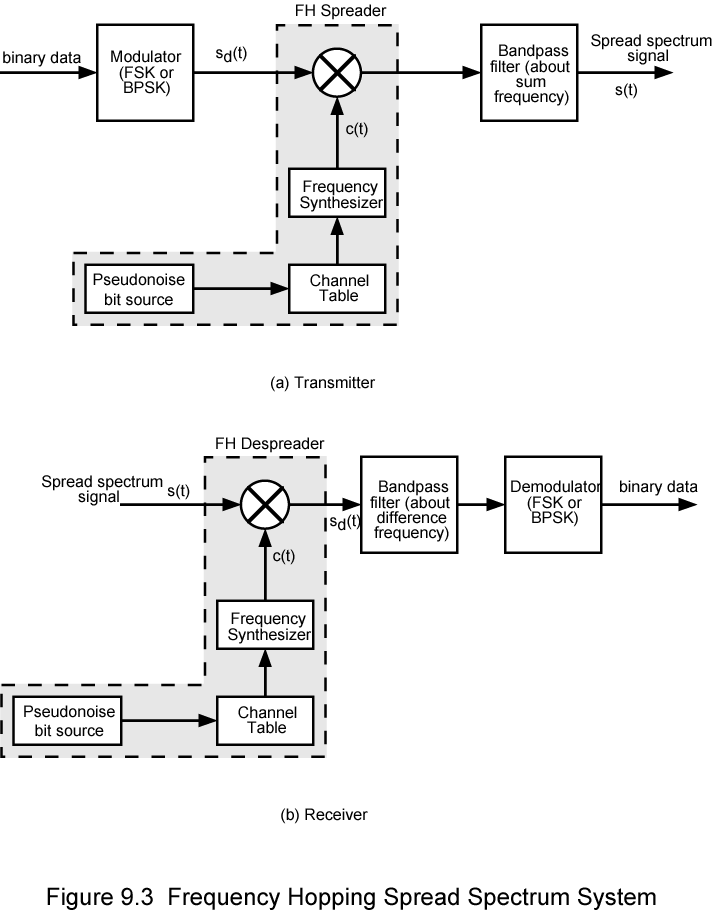 FH Spreader
binary data
Modulator
(FSK or
BPSK)
sd(t)
Bandpass
filter (about
sum
frequency)
Spread spectrum
signal
s(t)
c(t)
Frequency
Synthesizer
Pseudonoise
bit source
Channel
Table
(a) Transmitter
FH Despreader
Spread spectrum
signal
s(t)
sd(t)
Bandpass
filter (about
difference
frequency)
Demodulator
(FSK or
BPSK)
binary data
c(t)
Frequency
Synthesizer
Pseudonoise
bit source
Channel
Table
(b) Receiver
Figure 9.3 Frequency Hopping Spread Spectrum System